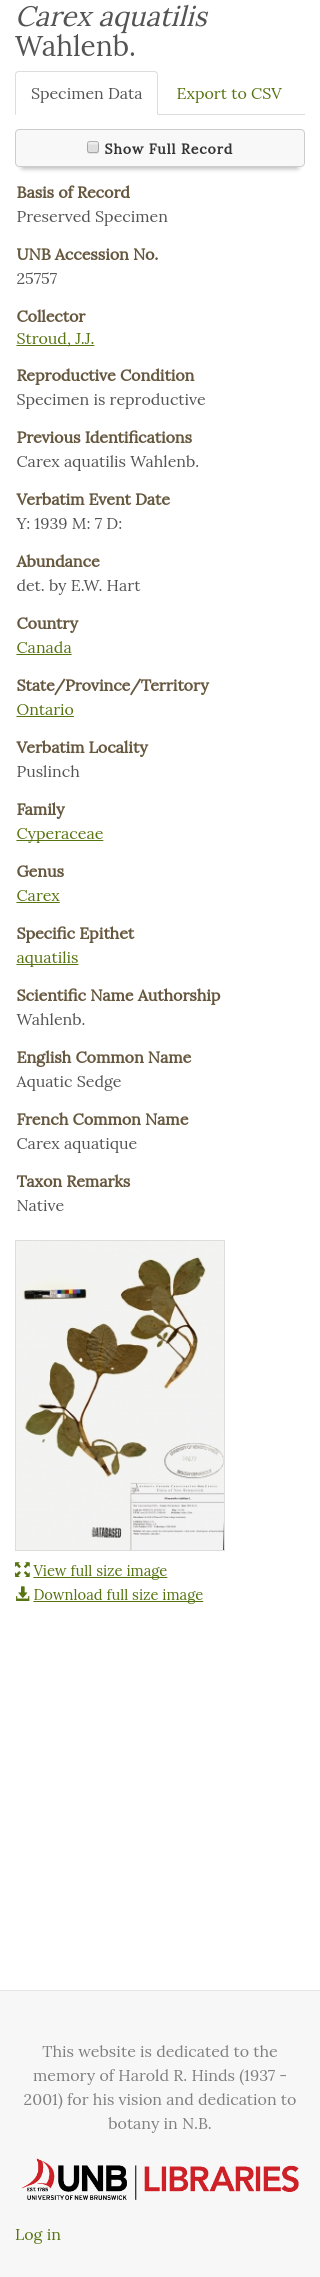 Carex aquatilis
Wahlenb.
Specimen Data
Export to CSV
Show Full Record
Basis of Record
Preserved Specimen
UNB Accession No.
25757
Collector
Stroud, J.J.
Reproductive Condition
Specimen is reproductive
Previous Identifications
Carex aquatilis Wahlenb.
Verbatim Event Date
Y: 1939 M: 7 D:
Abundance
det. by E.W. Hart
Country
Canada
State/Province/Territory
Ontario
Verbatim Locality
Puslinch
Family
Cyperaceae
Genus
Carex
Specific Epithet
aquatilis
Scientific Name Authorship
Wahlenb.
English Common Name
Aquatic Sedge
French Common Name
Carex aquatique
Taxon Remarks
Native
DATABASED
View full size image
Download full size image
This website is dedicated to the
memory of Harold R. Hinds (1937 -
2001) for his vision and dedication to
botany in N.B.
EST. 1785 UNB LIBRARIES
UNIVERSITY OF NEW BRUNSWICK
Log in